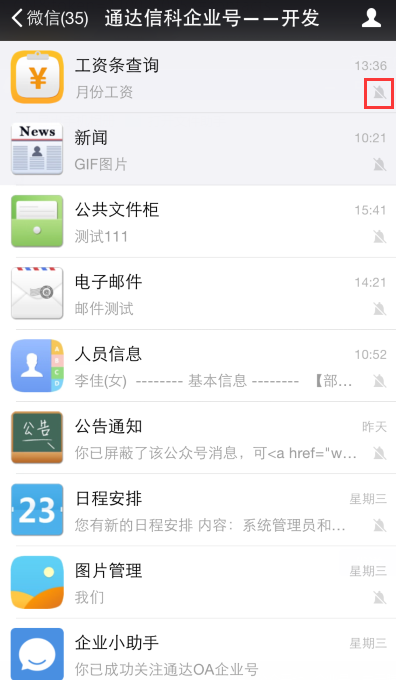 微信(35) 通达信科企业号——开发
工资条查询 13:36
月份工资
News
新闻 10:21
GIF图片
公共文件柜 15:41
测试111
电子邮件 14:21
邮件测试
A
B
C
D
人员信息 10:52
李佳(女) -------- 基本信息 -------- 【部...
公告
公告通知 昨天
你已屏蔽了该公众号消息，可<a href="w...
23
日程安排 星期三
您有新的日程安排 内容：系统管理员和...
图片管理 星期三
我们
企业小助手 星期三
你已成功关注通达OA企业号